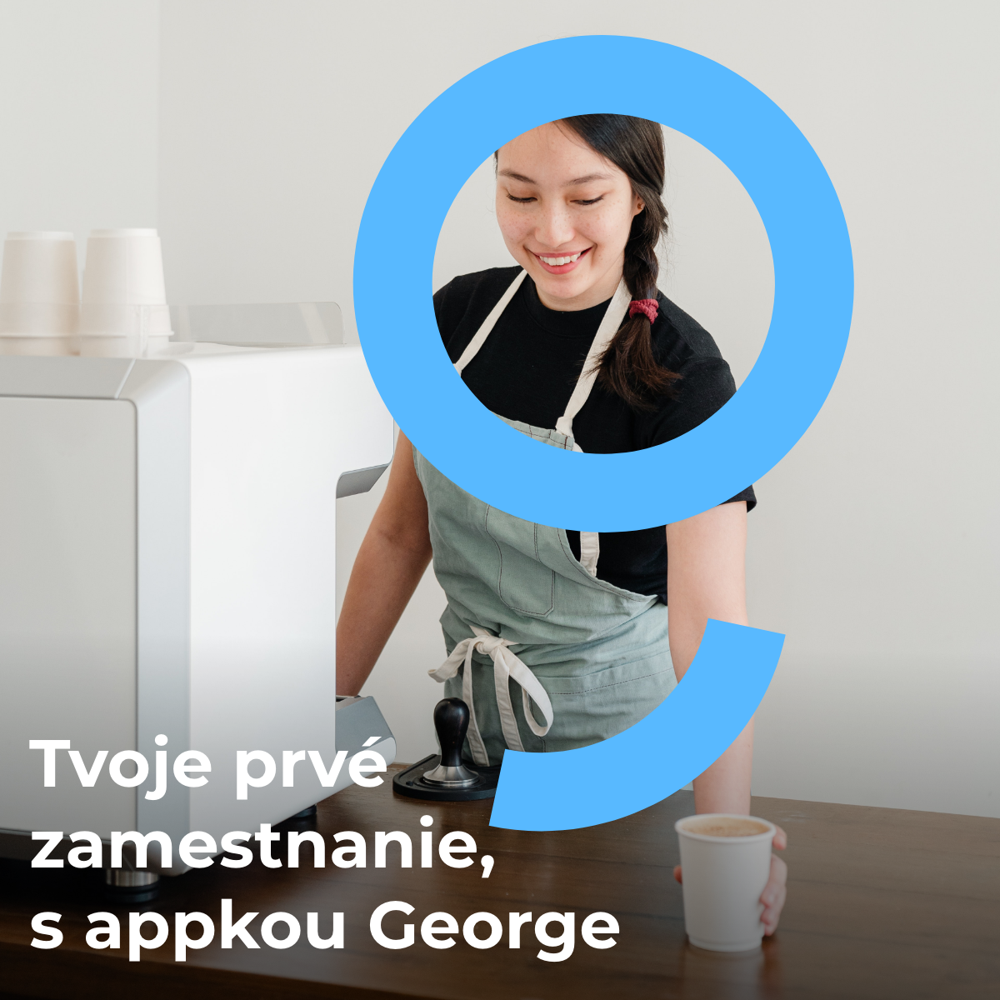 Tvoje prvé
zamestnanie,
s appkou George